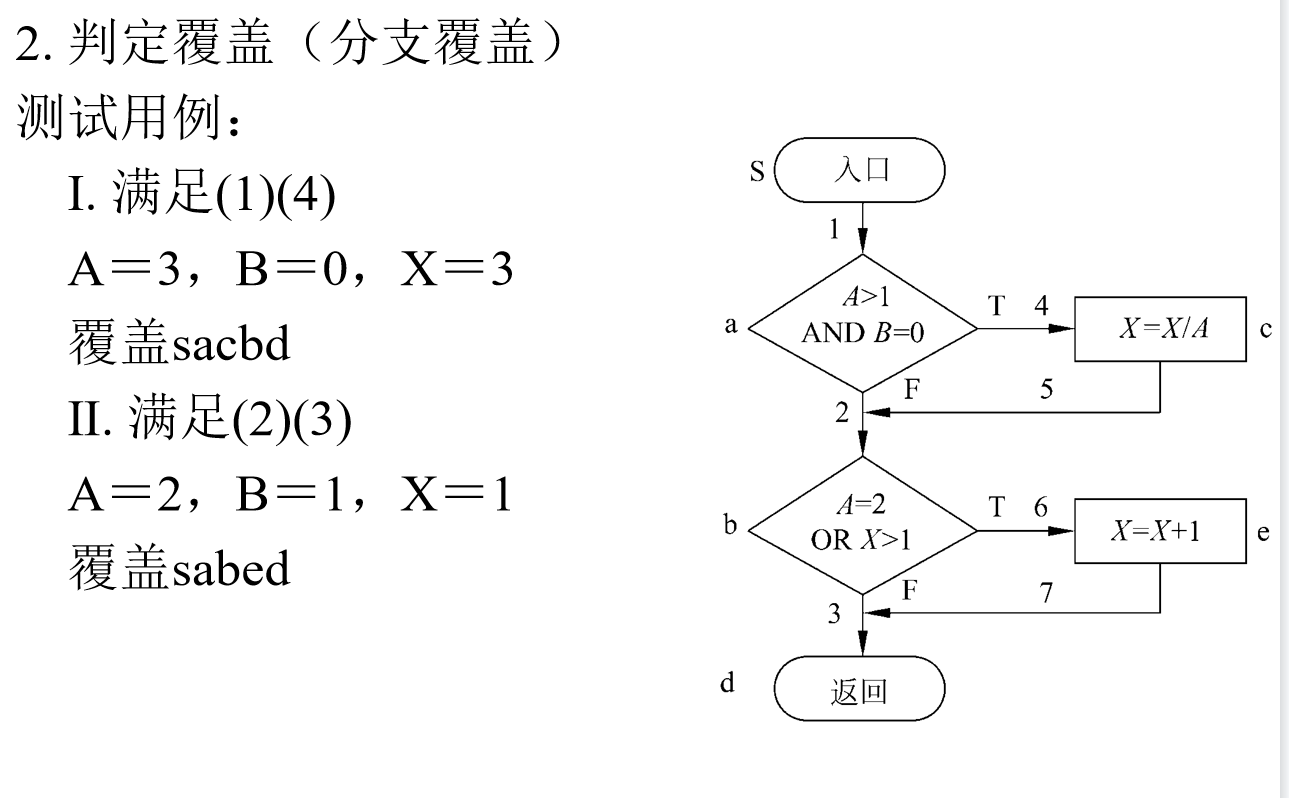 2. 判定覆盖（分支覆盖）
测试用例：
I. 满足(1)(4)
A＝3，B＝0，X＝3
覆盖sacbd
II. 满足(2)(3)
A＝2，B＝1，X＝1
覆盖sabed
S
入口
1
a
A>1
AND B=0
T 4
X=X/A
c
F
5
2
b
A=2
OR X>1
T 6
X=X+1
e
F
7
3
d
返回